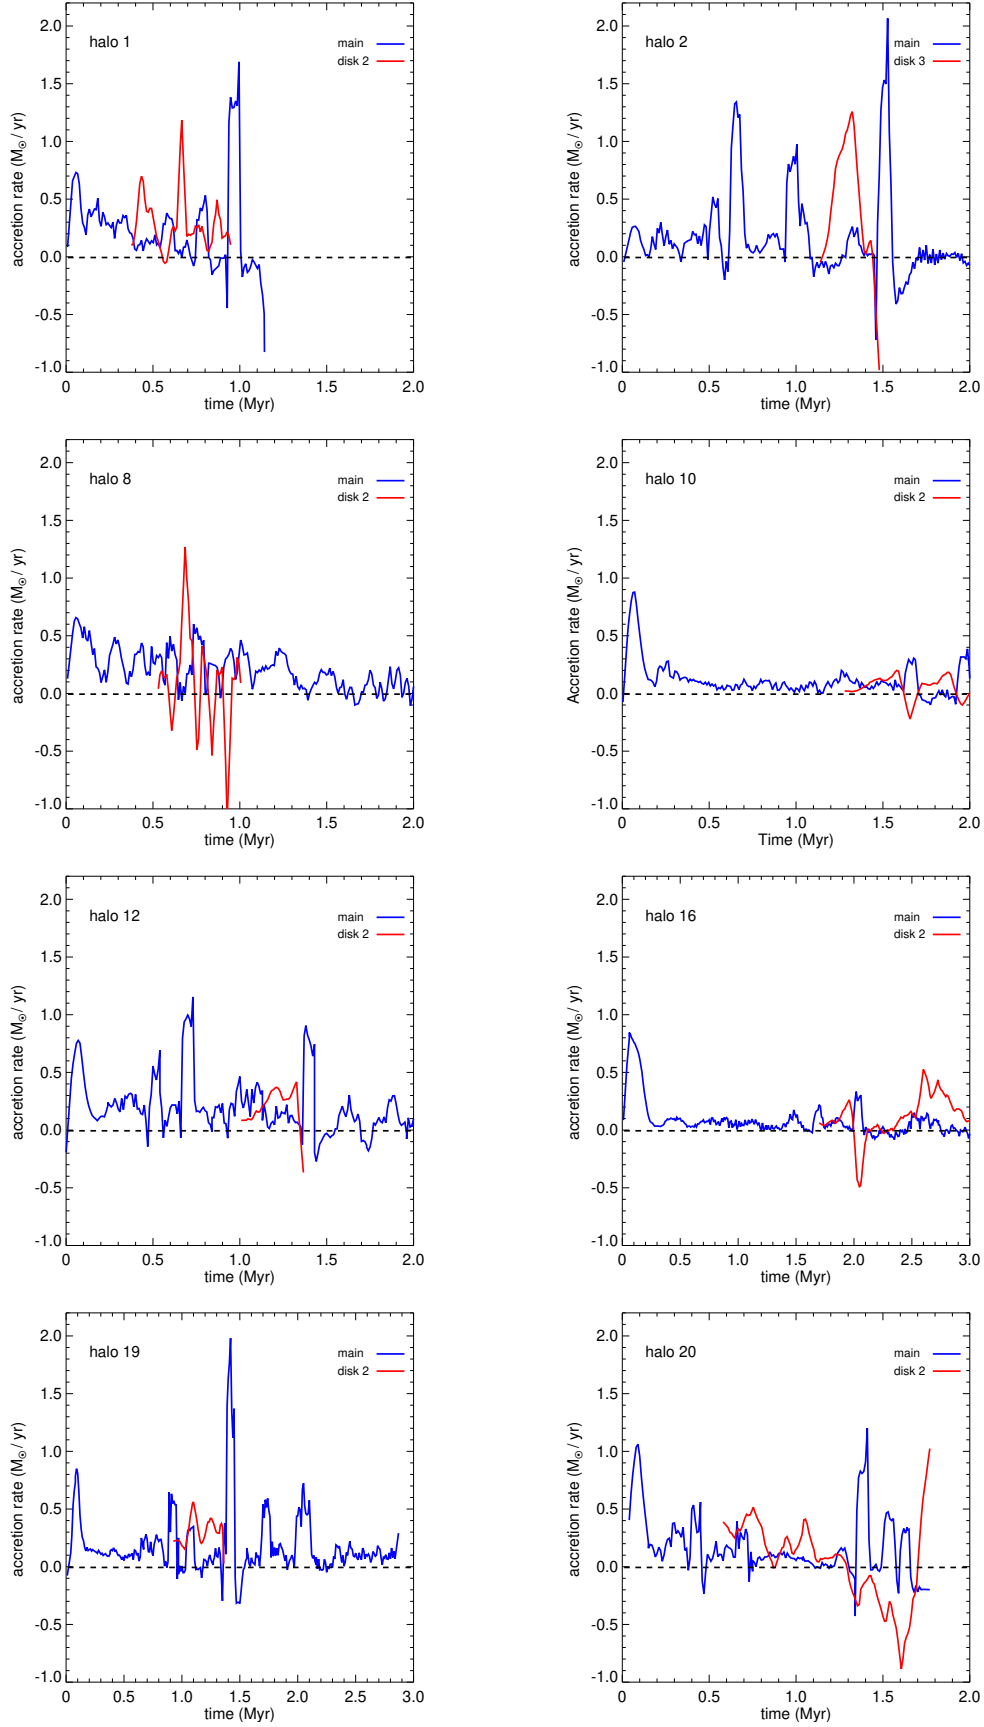 halo 1
main
disk 2
accretion rate (M☉/ yr)
2.0
1.5
1.0
0.5
0.0
-0.5
-1.0
0 0.5 1.0 1.5 2.0
time (Myr)
halo 2
main
disk 3
accretion rate (M☉/ yr)
2.0
1.5
1.0
0.5
0.0
-0.5
-1.0
0 0.5 1.0 1.5 2.0
time (Myr)
halo 8
main
disk 2
accretion rate (M☉/ yr)
2.0
1.5
1.0
0.5
0.0
-0.5
-1.0
0 0.5 1.0 1.5 2.0
time (Myr)
halo 10
main
disk 2
Accretion rate (M☉/ yr)
2.0
1.5
1.0
0.5
0.0
-0.5
-1.0
0 0.5 1.0 1.5 2.0
Time (Myr)
halo 12
main
disk 2
accretion rate (M☉/ yr)
2.0
1.5
1.0
0.5
0.0
-0.5
-1.0
0 0.5 1.0 1.5 2.0
time (Myr)
halo 16
main
disk 2
accretion rate (M☉/ yr)
2.0
1.5
1.0
0.5
0.0
-0.5
-1.0
0 0.5 1.0 1.5 2.0 2.5 3.0
time (Myr)
halo 19
main
disk 2
accretion rate (M☉/ yr)
2.0
1.5
1.0
0.5
0.0
-0.5
-1.0
0 0.5 1.0 1.5 2.0 2.5 3.0
time (Myr)
halo 20
main
disk 2
accretion rate (M☉/ yr)
2.0
1.5
1.0
0.5
0.0
-0.5
-1.0
0 0.5 1.0 1.5 2.0
time (Myr)